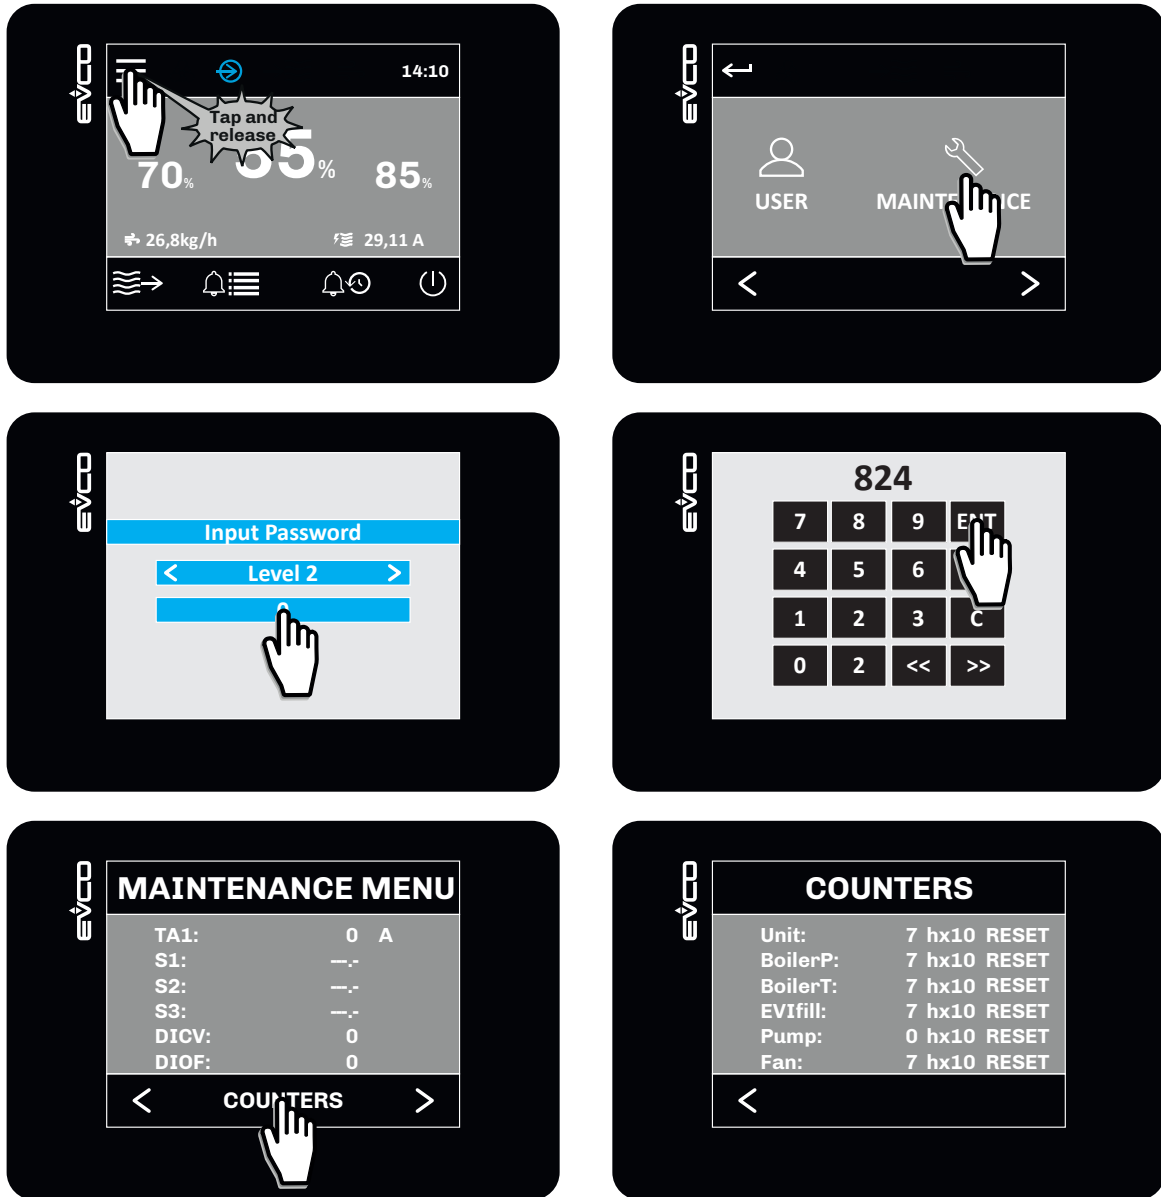 EVCO
14:10
Tap and
release
70%
%
85%
26,8kg/h
29,11 A
EVCO
USER
MAINTENANCE
EVCO
Input Password
< Level 2 >
EVCO
824
7 8 9 ENT
4 5 6
1 2 3 C
0 2 << >>
EVCO
MAINTENANCE MENU
TA1: 0 A
S1: ---.-
S2: ---.-
S3: ---.-
DICV: 0
DIOF: 0
< COUNTERS >
EVCO
COUNTERS
Unit: 7 hx10 RESET
BoilerP: 7 hx10 RESET
BoilerT: 7 hx10 RESET
EVIfill: 7 hx10 RESET
Pump: 0 hx10 RESET
Fan: 7 hx10 RESET